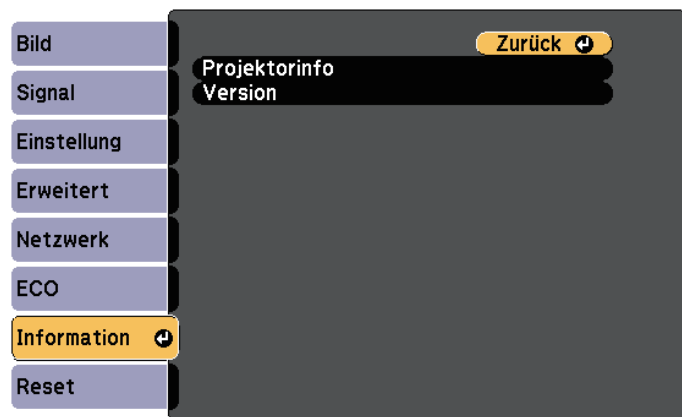 Bild
Signal
Einstellung
Erweitert
Netzwerk
ECO
Information
Reset
Zurück
Projektorinfo
Version